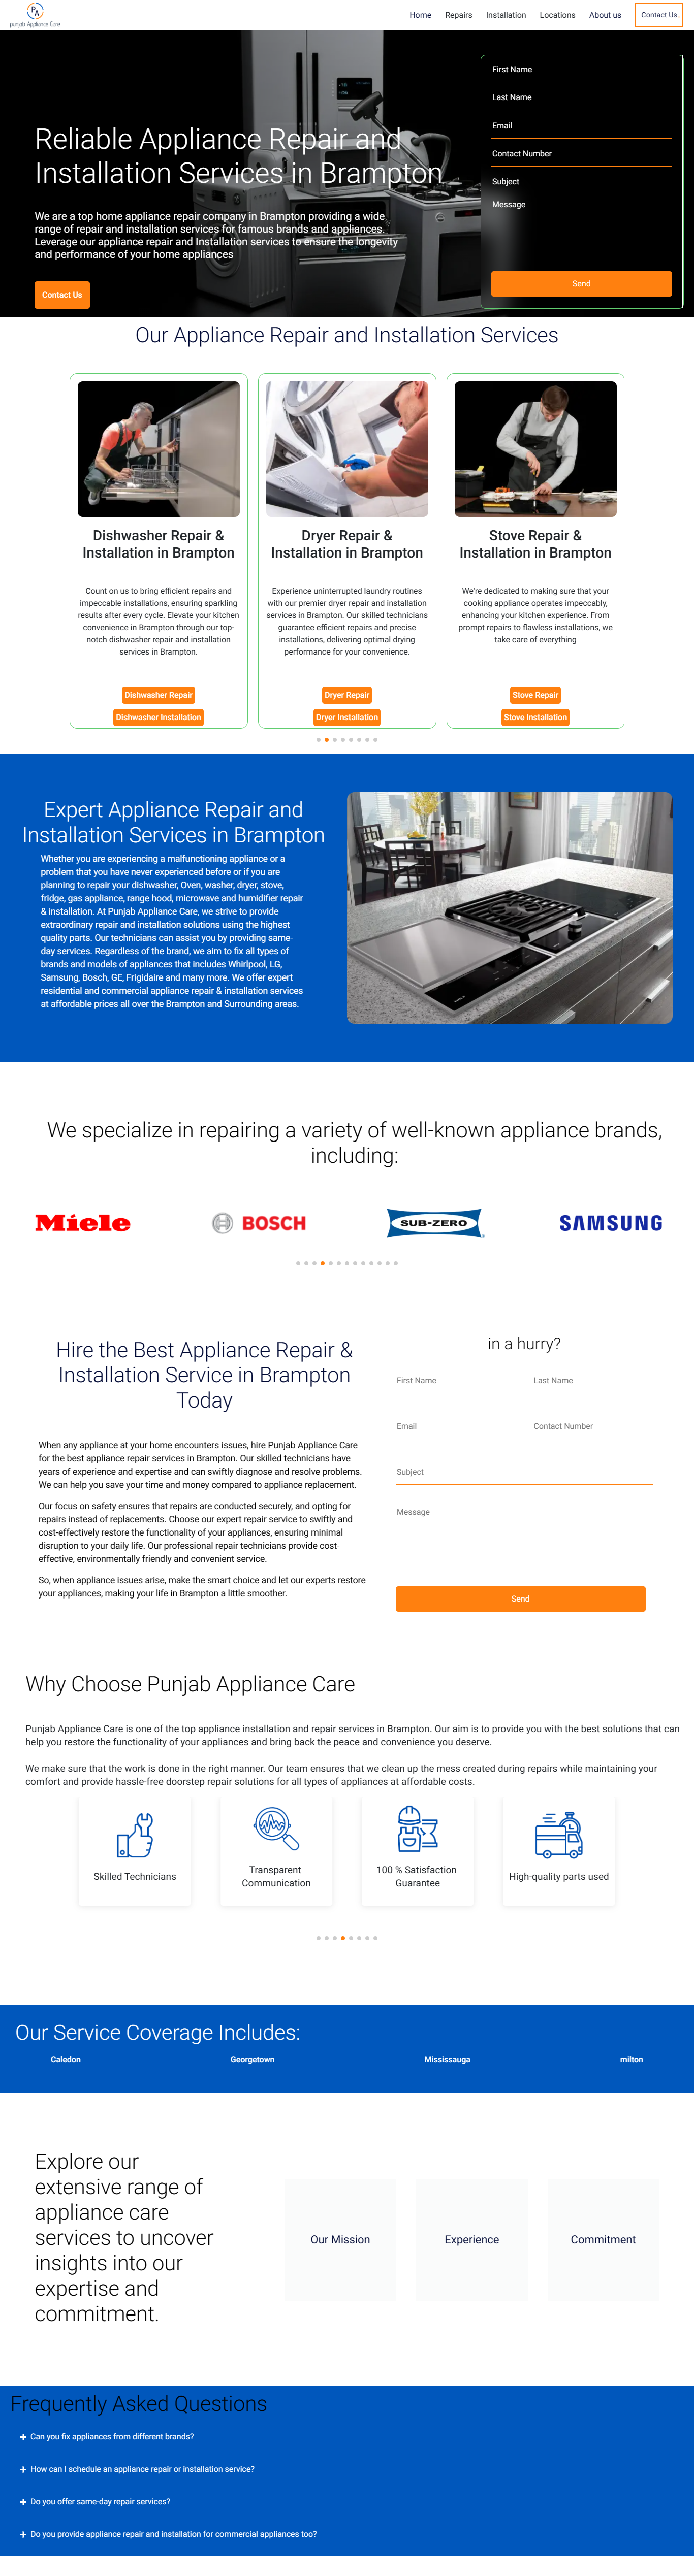 PA
punjab Appliance Care
Home
Repairs
Installation
Locations
About us
Contact Us
Reliable Appliance Repair and
Installation Services in Brampton
We are a top home appliance repair company in Brampton providing a wide
range of repair and installation services for famous brands and appliances.
Leverage our appliance repair and Installation services to ensure the longevity
and performance of your home appliances
Contact Us
First Name
Last Name
Email
Contact Number
Subject
Message
Send
Our Appliance Repair and Installation Services
Dishwasher Repair &
Installation in Brampton
Count on us to bring efficient repairs and
impeccable installations, ensuring sparkling
results after every cycle. Elevate your kitchen
convenience in Brampton through our top-
notch dishwasher repair and installation
services in Brampton.
Dishwasher Repair
Dishwasher Installation
Dryer Repair &
Installation in Brampton
Experience uninterrupted laundry routines
with our premier dryer repair and installation
services in Brampton. Our skilled technicians
guarantee efficient repairs and precise
installations, delivering optimal drying
performance for your convenience.
Dryer Repair
Dryer Installation
Stove Repair &
Installation in Brampton
We're dedicated to making sure that your
cooking appliance operates impeccably,
enhancing your kitchen experience. From
prompt repairs to flawless installations, we
take care of everything
Stove Repair
Stove Installation
Expert Appliance Repair and
Installation Services in Brampton
Whether you are experiencing a malfunctioning appliance or a
problem that you have never experienced before or if you are
planning to repair your dishwasher, Oven, washer, dryer, stove,
fridge, gas appliance, range hood, microwave and humidifier repair
& installation. At Punjab Appliance Care, we strive to provide
extraordinary repair and installation solutions using the highest
quality parts. Our technicians can assist you by providing same-
day services. Regardless of the brand, we aim to fix all types of
brands and models of appliances that includes Whirlpool, LG,
Samsung, Bosch, GE, Frigidaire and many more. We offer expert
residential and commercial appliance repair & installation services
at affordable prices all over the Brampton and Surrounding areas.
We specialize in repairing a variety of well-known appliance brands,
including:
Miele
BOSCH
SUB-ZERO
SAMSUNG
Hire the Best Appliance Repair &
Installation Service in Brampton
Today
When any appliance at your home encounters issues, hire Punjab Appliance Care
for the best appliance repair services in Brampton. Our skilled technicians have
years of experience and expertise and can swiftly diagnose and resolve problems.
We can help you save your time and money compared to appliance replacement.
Our focus on safety ensures that repairs are conducted securely, and opting for
repairs instead of replacements. Choose our expert repair service to swiftly and
cost-effectively restore the functionality of your appliances, ensuring minimal
disruption to your daily life. Our professional repair technicians provide cost-
effective, environmentally friendly and convenient service.
So, when appliance issues arise, make the smart choice and let our experts restore
your appliances, making your life in Brampton a little smoother.
in a hurry?
First Name
Last Name
Email
Contact Number
Subject
Message
Send
Why Choose Punjab Appliance Care
Punjab Appliance Care is one of the top appliance installation and repair services in Brampton. Our aim is to provide you with the best solutions that can
help you restore the functionality of your appliances and bring back the peace and convenience you deserve.
We make sure that the work is done in the right manner. Our team ensures that we clean up the mess created during repairs while maintaining your
comfort and provide hassle-free doorstep repair solutions for all types of appliances at affordable costs.
Skilled Technicians
Transparent
Communication
100 % Satisfaction
Guarantee
High-quality parts used
Our Service Coverage Includes:
Caledon
Georgetown
Mississauga
milton
Explore our
extensive range of
appliance care
services to uncover
insights into our
expertise and
commitment.
Our Mission
Experience
Commitment
Frequently Asked Questions
Can you fix appliances from different brands?
How can I schedule an appliance repair or installation service?
Do you offer same-day repair services?
Do you provide appliance repair and installation for commercial appliances too?